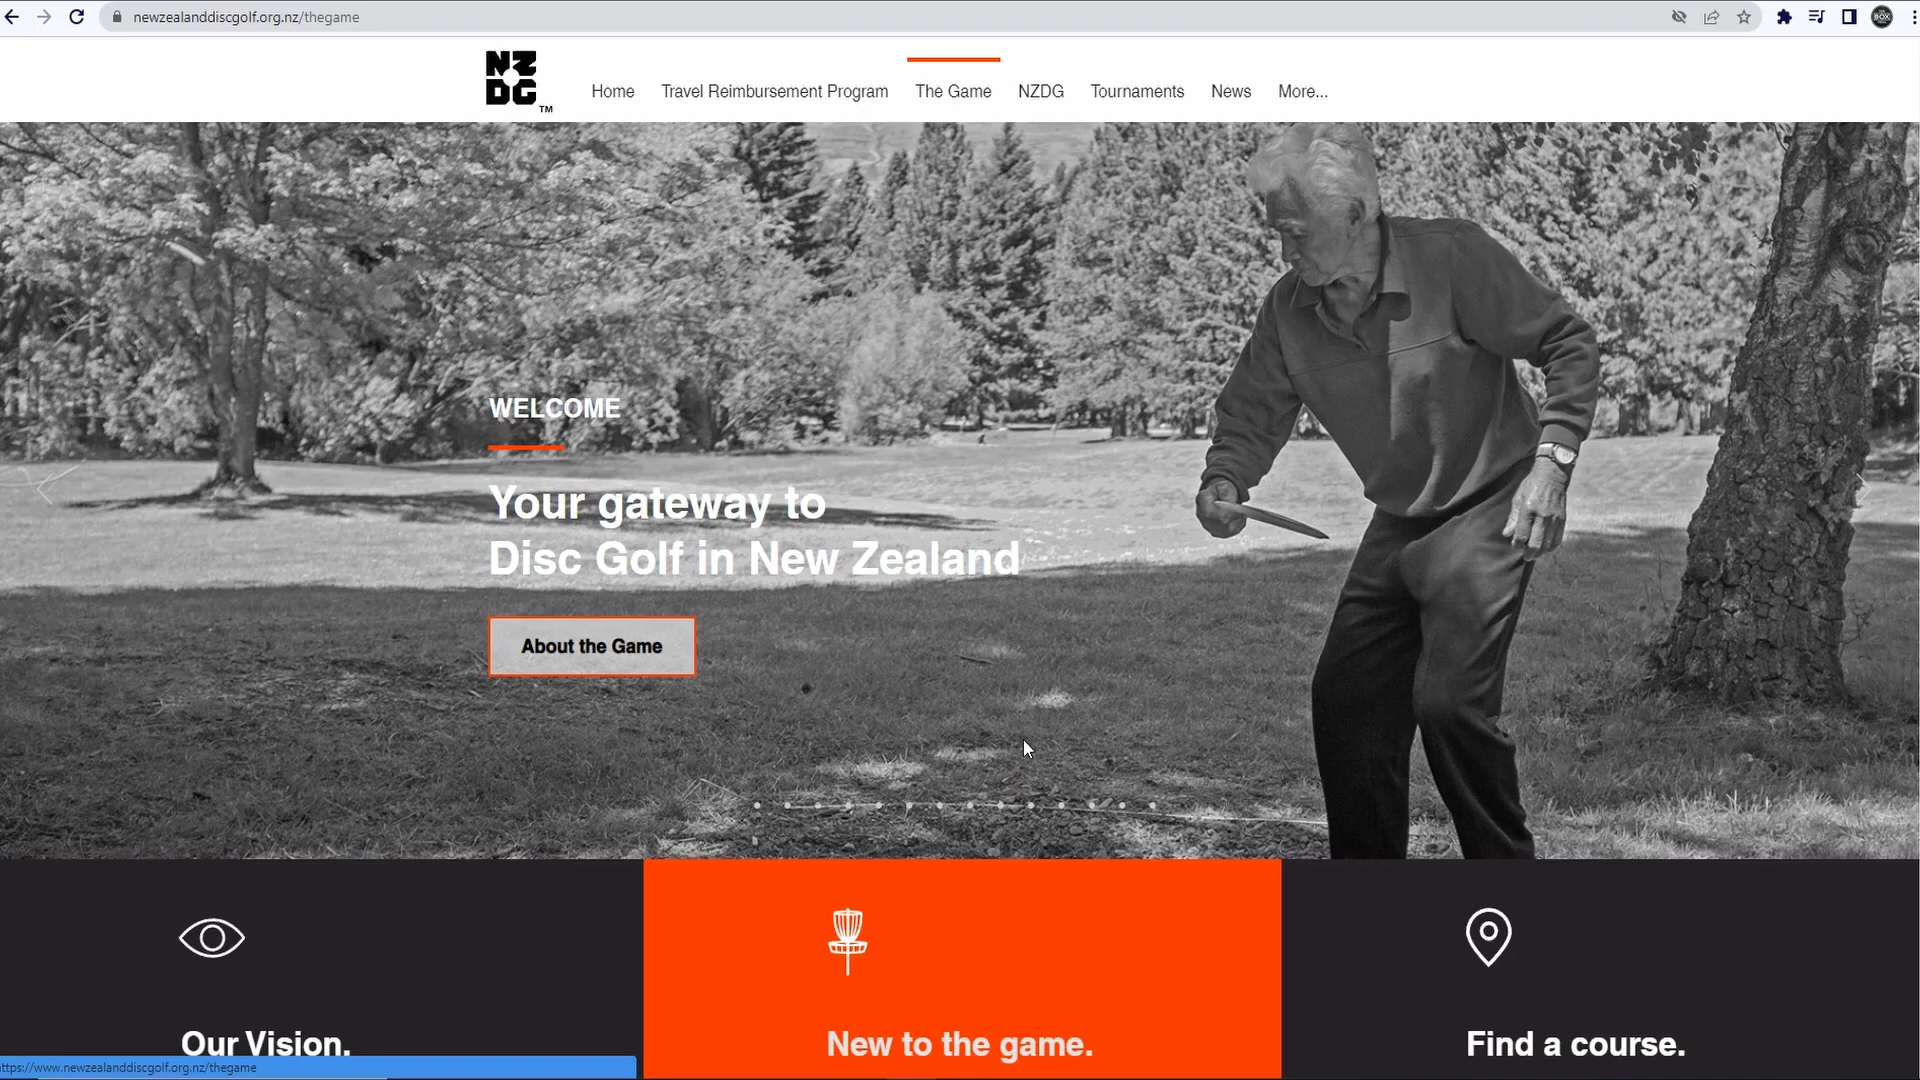 newzealanddiscgolf.org.nz/thegame
NZ
DG TM
Home Travel Reimbursement Program The Game NZDG Tournaments News More...
WELCOME
Your gateway to
Disc Golf in New Zealand
About the Game
Our Vision. New to the game. Find a course.
ttps://www.newzealanddiscgolf.org.nz/thegame